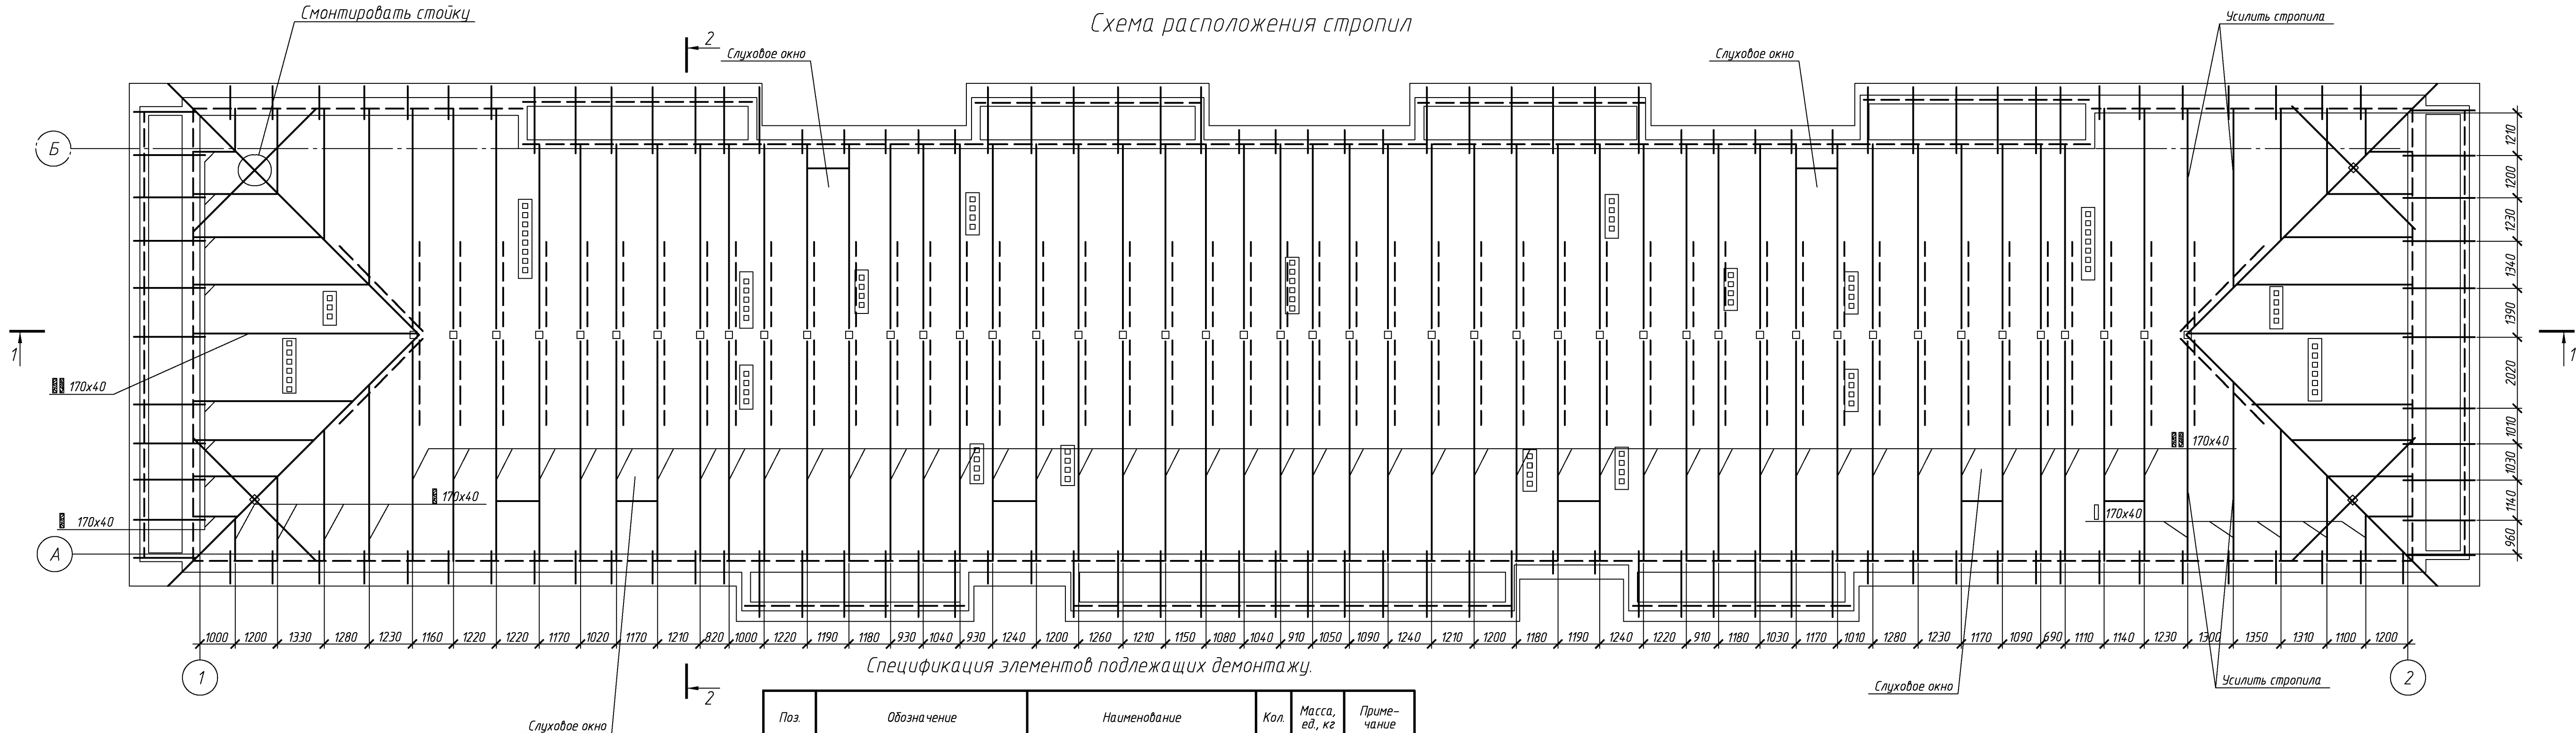 Схема расположения стропил
Смонтировать стойку
2
Слуховое окно
Слуховое окно
Усилить стропила
Б
1210
1200
1230
1340
1390
2020
1010
1030
1140
960
1
1
170х40
170х40
170х40
170х40
170х40
А
1000 1200 1330 1280 1230 1160 1220 1220 1170 1020 1170 1210 820 1000 1220 1190 1180 930 1040 930 1240 1200 1260 1210 1150 1080 1040 910 1050 1090 1240 1210 1200 1180 1190 1240 1220 910 1180 1030 1170 1010 1280 1230 1170 1090 690 1110 1140 1230 1300 1350 1310 1100 1200
1
2
2
Слуховое окно
Слуховое окно
Усилить стропила
Спецификация элементов подлежащих демонтажу.
Поз. Обозначение Наименование Кол. Масса, ед., кг Приме-чание